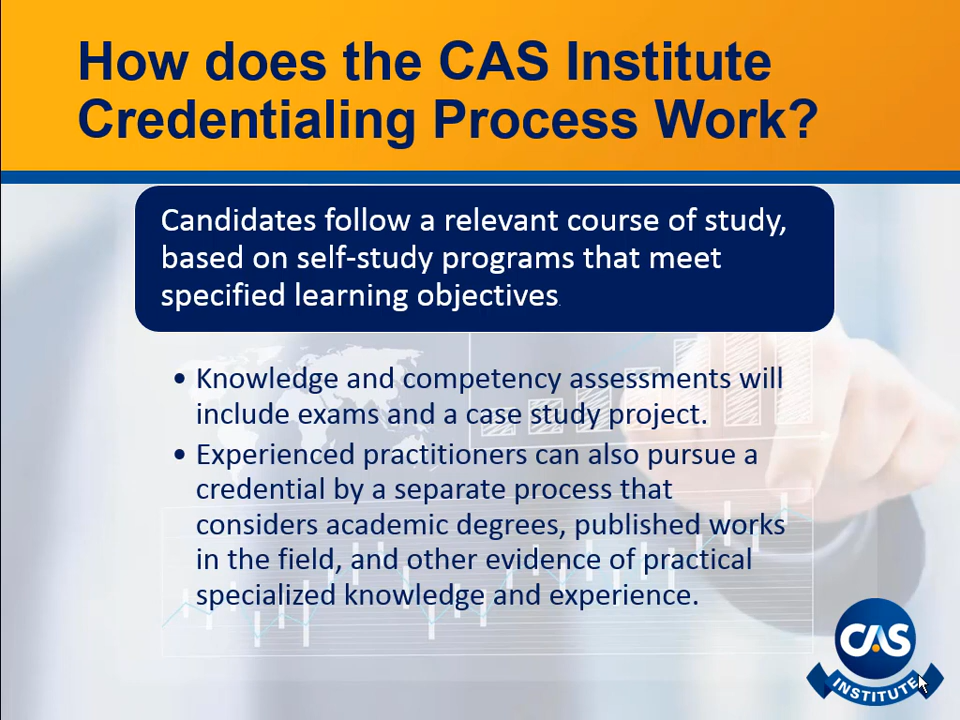 How does the CAS Institute
Credentialing Process Work?
Candidates follow a relevant course of study,
based on self-study programs that meet
specified learning objectives.
• Knowledge and competency assessments will
include exams and a case study project.
• Experienced practitioners can also pursue a
credential by a separate process that
considers academic degrees, published works
in the field, and other evidence of practical
specialized knowledge and experience.
CAS
INSTITUTE